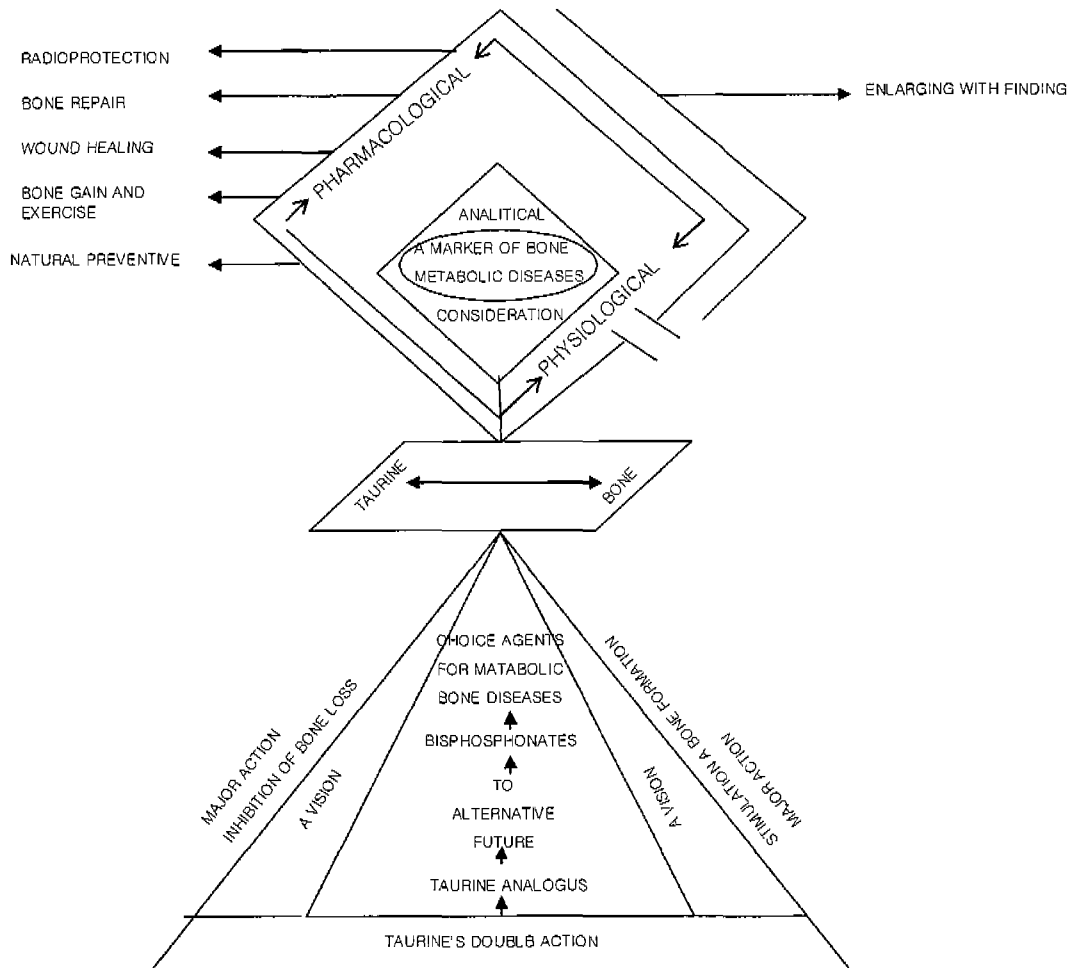 RADIOPROTECTION
BONE REPAIR
WOUND HEALING
BONE GAIN AND
EXERCISE
NATURAL PREVENTIVE
PHARMACOLOGICAL
ENLARGING WITH FINDING
ANALITICAL
A MARKER OF BONE
METABOLIC DISEASES
CONSIDERATION
PHYSIOLOGICAL
TAURINE
BONE
MAJOR ACTION
INHIBITION OF BONE LOSS
A VISION
CHOICE AGENTS
FOR MATABOLIC
BONE DISEASES
BISPHOSPHONATES
TO
ALTERNATIVE
FUTURE
TAURINE ANALOGUS
A VISION
STIMULATION A BONE FORMATION
MAJOR ACTION
TAURINE'S DOUBLE ACTION